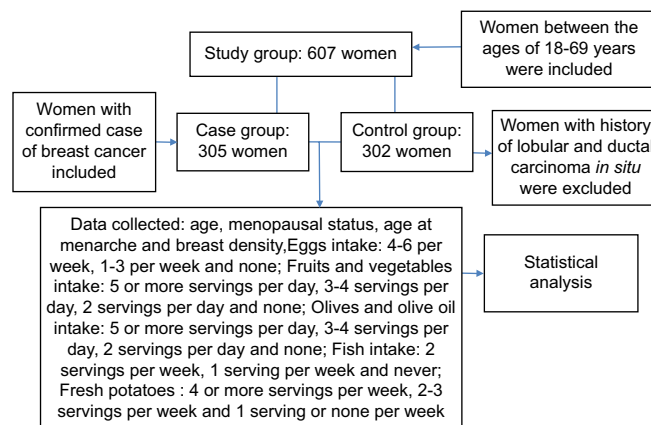 Study group: 607 women
Women between the
ages of 18-69 years
were included
Women with
confirmed case
of breast cancer
included
Case group:
305 women
Control group:
302 women
Women with history
of lobular and ductal
carcinoma in situ
were excluded
Data collected: age, menopausal status, age at
menarche and breast density,Eggs intake: 4-6 per
week, 1-3 per week and none; Fruits and vegetables
intake: 5 or more servings per day, 3-4 servings per
day, 2 servings per day and none; Olives and olive oil
intake: 5 or more servings per day, 3-4 servings per
day, 2 servings per day and none; Fish intake: 2
servings per week, 1 serving per week and never;
Fresh potatoes : 4 or more servings per week, 2-3
servings per week and 1 serving or none per week
Statistical
analysis